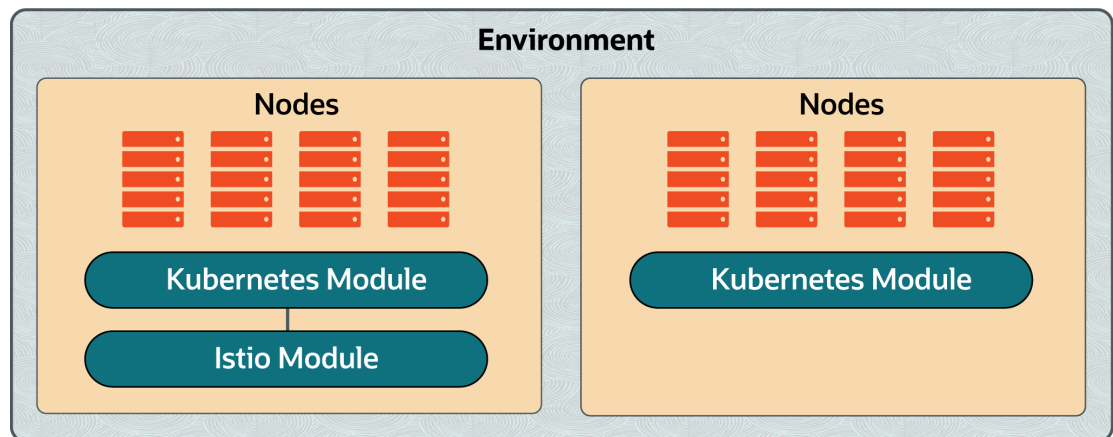 Environment
Nodes
Kubernetes Module
Istio Module
Nodes
Kubernetes Module